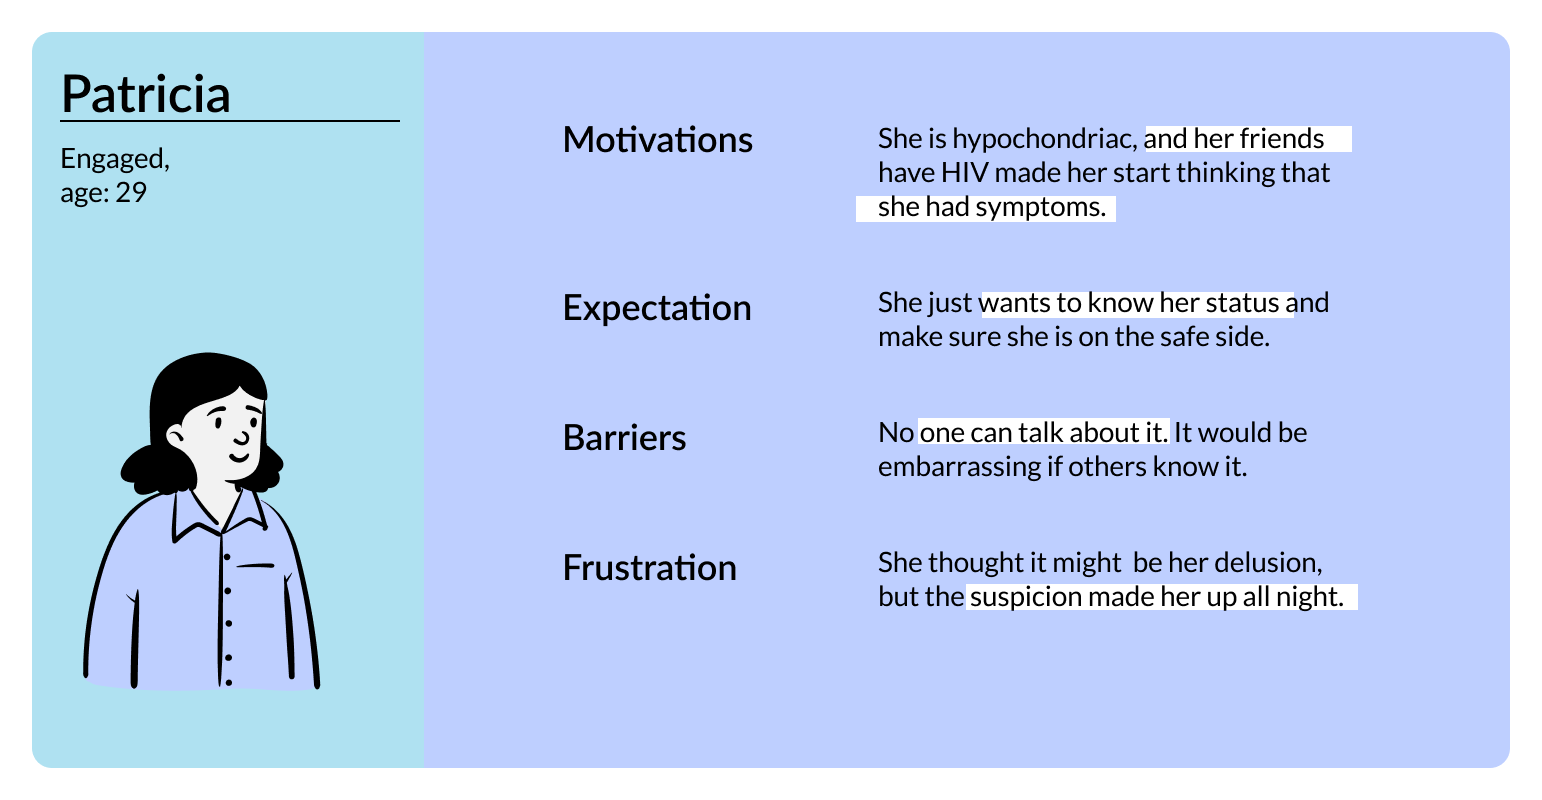 Patricia
Engaged,
age: 29
Motivations
She is hypochondriac, and her friends
have HIV made her start thinking that
she had symptoms.
Expectation
She just wants to know her status and
make sure she is on the safe side.
Barriers
No one can talk about it. It would be
embarrassing if others know it.
Frustration
She thought it might  be her delusion,
but the suspicion made her up all night.